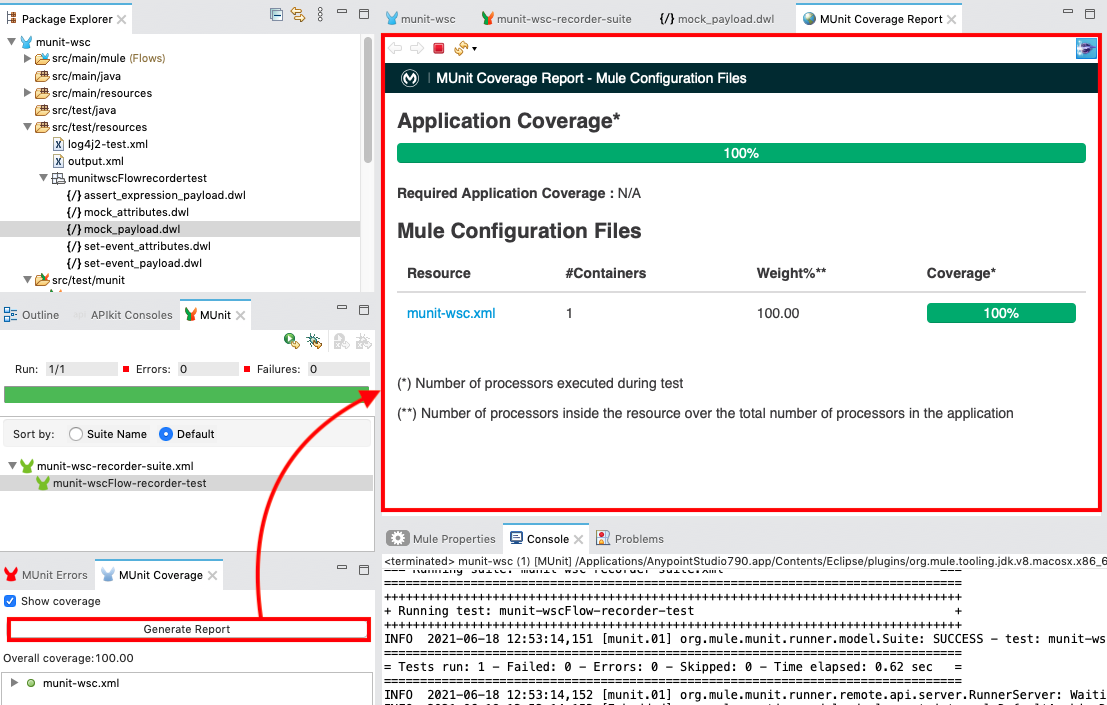 Package Explorer
munit-wsc
src/main/mule (Flows)
src/main/java
src/main/resources
src/test/java
src/test/resources
log4j2-test.xml
output.xml
munitwscFlowrecordertest
{/} assert_expression_payload.dwl
{/} mock_attributes.dwl
{/} mock_payload.dwl
{/} set-event_attributes.dwl
{/} set-event_payload.dwl
src/test/munit
Outline APIkit Consoles MUnit
Run: 1/1 Errors: 0 Failures: 0
Sort by: Suite Name Default
munit-wsc-recorder-suite.xml
munit-wscFlow-recorder-test
MUnit Errors MUnit Coverage
Show coverage
Generate Report
Overall coverage:100.00
munit-wsc.xml
munit-wsc munit-wsc-recorder-suite {/} mock_payload.dwl MUnit Coverage Report
MUnit Coverage Report - Mule Configuration Files
Application Coverage*
100%
Required Application Coverage : N/A
Mule Configuration Files
Resource #Containers Weight%** Coverage*
munit-wsc.xml 1 100.00 100%
(*) Number of processors executed during test
(**) Number of processors inside the resource over the total number of processors in the application
Mule Properties Console Problems
<terminated> munit-wsc (1) [MUnit] /Applications/AnypointStudio790.app/Contents/Eclipse/plugins/org.mule.tooling.jdk.v8.macosx.x86_6
=== Running suite: munit-wsc-recorder-suite.xml ===
================================================================================
++++++++++++++++++++++++++++++++++++++++++++++++++++++++++++++++++++++++++++++++
+ Running test: munit-wscFlow-recorder-test +
++++++++++++++++++++++++++++++++++++++++++++++++++++++++++++++++++++++++++++++++
INFO 2021-06-18 12:53:14,151 [munit.01] org.mule.munit.runner.model.Suite: SUCCESS - test: munit-ws
================================================================================
= Tests run: 1 - Failed: 0 - Errors: 0 - Skipped: 0 - Time elapsed: 0.62 sec =
================================================================================
INFO 2021-06-18 12:53:14,152 [munit.01] org.mule.munit.runner.remote.api.server.RunnerServer: Waiti